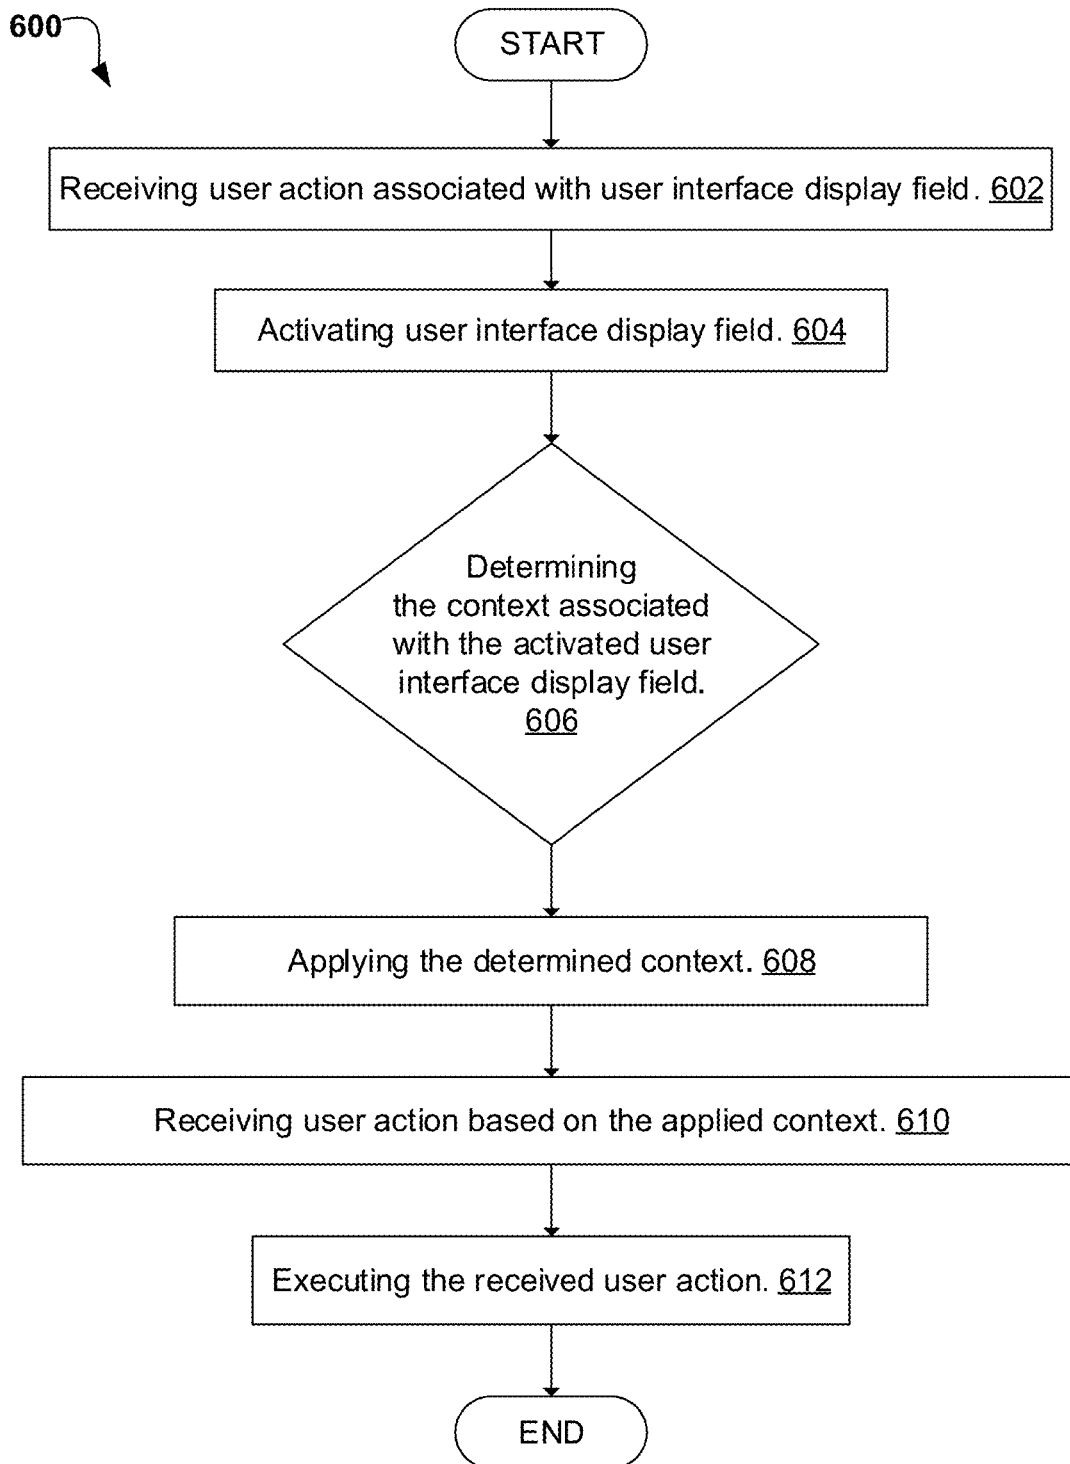 600
START
Receiving user action associated with user interface display field. 602
Activating user interface display field. 604
Determining
the context associated
with the activated user
interface display field.
606
Applying the determined context. 608
Receiving user action based on the applied context. 610
Executing the received user action. 612
END